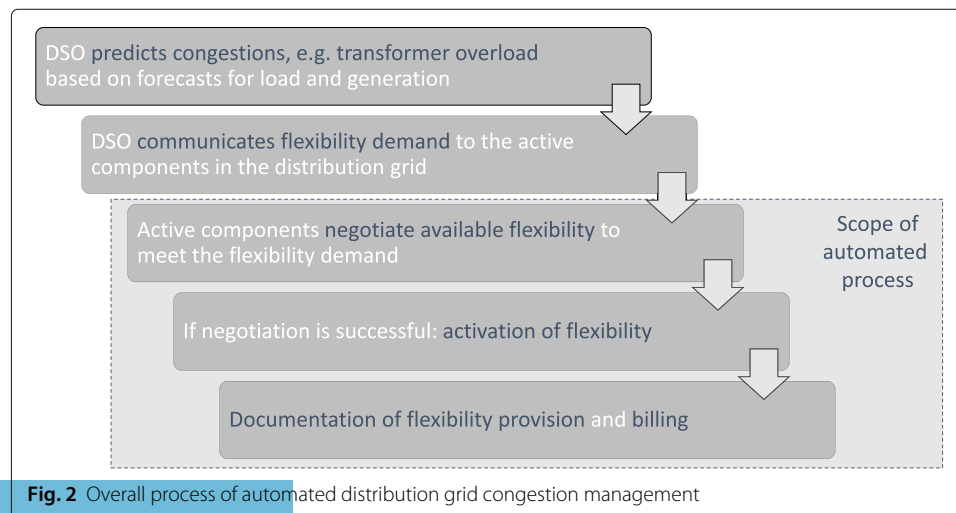 DSO predicts congestions, e.g. transformer overload
based on forecasts for load and generation
DSO communicates flexibility demand to the active
components in the distribution grid
Active components negotiate available flexibility to
meet the flexibility demand
Scope of
automated
process
If negotiation is successful: activation of flexibility
Documentation of flexibility provision and billing
Fig. 2 Overall process of automated distribution grid congestion management